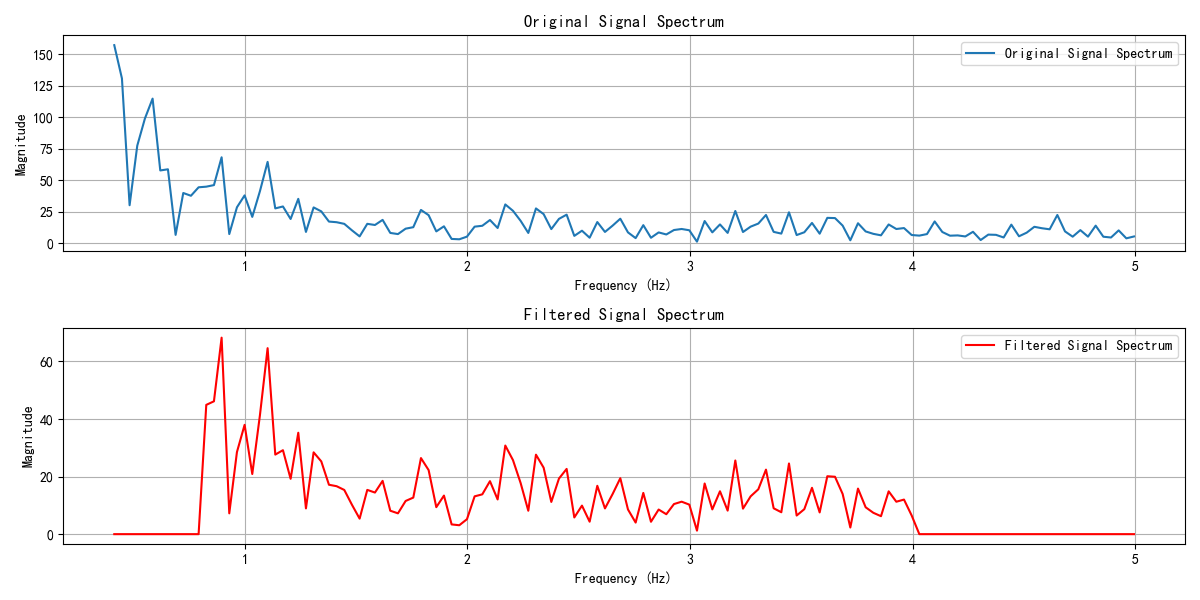 Original Signal Spectrum
Original Signal Spectrum
Magnitude
150
125
100
75
50
25
0
1 2 3 4 5
Frequency (Hz)
Filtered Signal Spectrum
Filtered Signal Spectrum
Magnitude
60
40
20
0
1 2 3 4 5
Frequency (Hz)